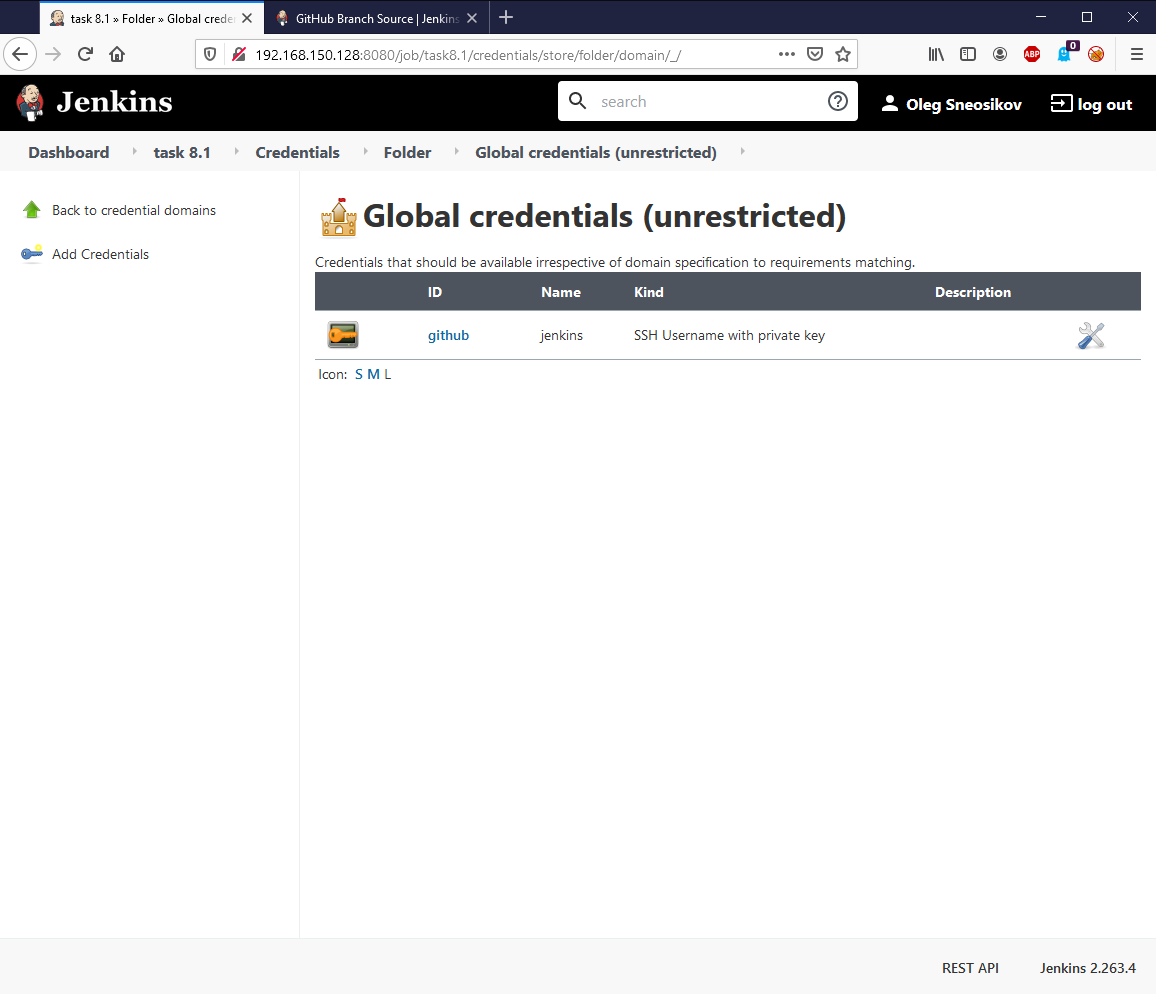 task 8.1 » Folder » Global creder
GitHub Branch Source | Jenkins
192.168.150.128:8080/job/task8.1/credentials/store/folder/domain/_/
ABP
0
Jenkins
search
Oleg Sneosikov
log out
Dashboard
task 8.1
Credentials
Folder
Global credentials (unrestricted)
Back to credential domains
Add Credentials
Global credentials (unrestricted)
Credentials that should be available irrespective of domain specification to requirements matching.
ID Name Kind Description
github jenkins SSH Username with private key
Icon: S M L
REST API Jenkins 2.263.4